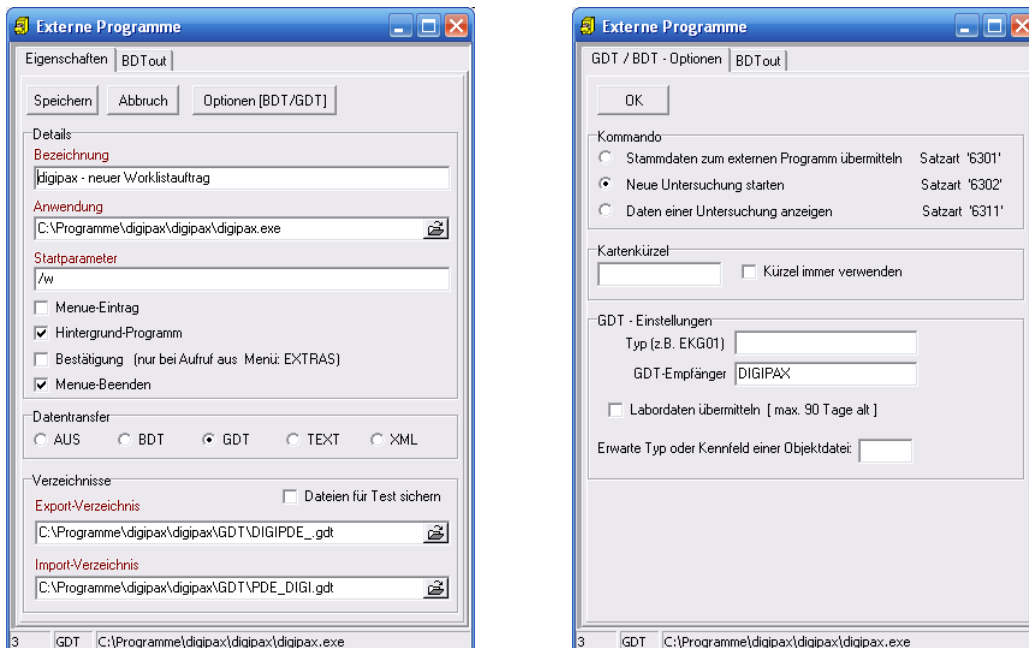 Externe Programme
Eigenschaften BDTout
Speichern Abbruch Optionen [BDT/GDT]
Details
Bezeichnung
digipax - neuer Worklistauftrag
Anwendung
C:\Programme\digipax\digipax\digipax.exe
Startparameter
/w
Menue-Eintrag
Hintergrund-Programm
Bestätigung (nur bei Aufruf aus Menü: EXTRAS)
Menue-Beenden
Datentransfer
AUS BDT GDT TEXT XML
Verzeichnisse
Dateien für Test sichern
Export-Verzeichnis
C:\Programme\digipax\digipax\GDT\DIGIPDE_.gdt
Import-Verzeichnis
C:\Programme\digipax\digipax\GDT\PDE_DIGI.gdt
3 GDT C:\Programme\digipax\digipax\digipax.exe
Externe Programme
GDT / BDT - Optionen BDTout
OK
Kommando
Stammdaten zum externen Programm übermitteln Satzart '6301'
Neue Untersuchung starten Satzart '6302'
Daten einer Untersuchung anzeigen Satzart '6311'
Kartenkürzel
Kürzel immer verwenden
GDT - Einstellungen
Typ (z.B. EKG01)
GDT-Empfänger DIGIPAX
Labordaten übermitteln [ max. 90 Tage alt ]
Erwarte Typ oder Kennfeld einer Objektdatei:
3 GDT C:\Programme\digipax\digipax\digipax.exe